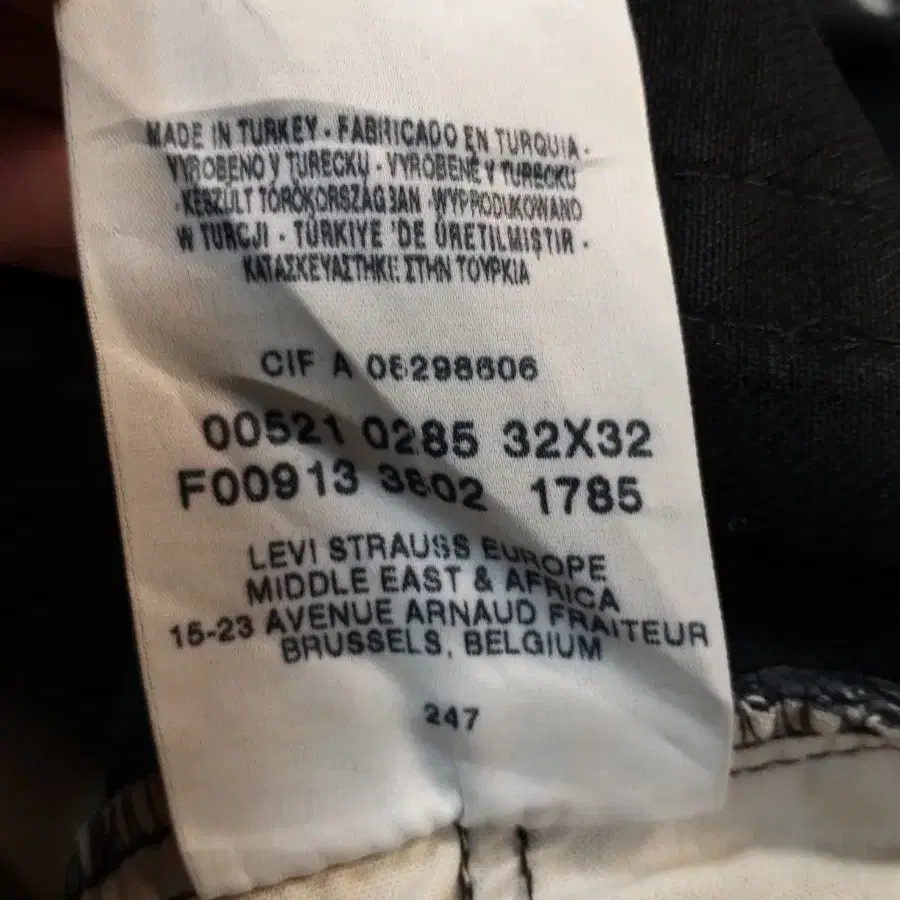 MADE IN TURKEY · FABRICADO EN TURQUIA ·
VYROBENO V TURECKU · VYROBENÉ V TURECKU
· KÉSZÜLT TÖRÖKORSZÁGBAN · WYPRODUKOWANO
W TURCJI · TÜRKIYE 'DE ÜRETILMIŞTIR ·
ΚΑΤΑΣΚΕΥΑΣΤΗΚΕ ΣΤΗΝ ΤΟΥΡΚΙΑ
CIF A
00521 0285 32X32
F00913 1785
LEVI STRAUSS EUROPE
MIDDLE EAST & AFRICA
15-23 AVENUE ARNAUD FRAITEUR
BRUSSELS, BELGIUM
247